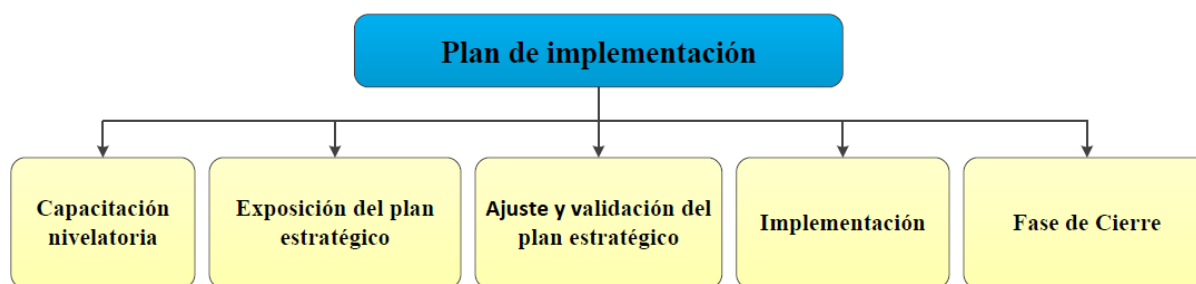 Plan de implementación
Capacitación
nivelatoria
Exposición del plan
estratégico
Ajuste y validación del
plan estratégico
Implementación
Fase de Cierre